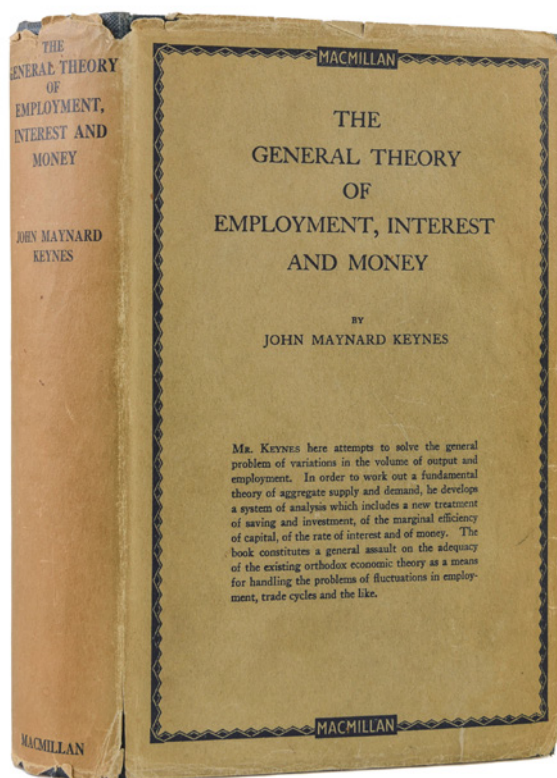 THE
GENERAL THEORY
OF
EMPLOYMENT,
INTEREST AND
MONEY
JOHN MAYNARD
KEYNES
MACMILLAN
MACMILLAN
THE
GENERAL THEORY
OF
EMPLOYMENT, INTEREST
AND MONEY
BY
JOHN MAYNARD KEYNES
MR. KEYNES here attempts to solve the general
problem of variations in the volume of output and
employment. In order to work out a fundamental
theory of aggregate supply and demand, he develops
a system of analysis which includes a new treatment
of saving and investment, of the marginal efficiency
of capital, of the rate of interest and of money. The
book constitutes a general assault on the adequacy
of the existing orthodox economic theory as a means
for handling the problems of fluctuations in employ-
ment, trade cycles and the like.
MACMILLAN